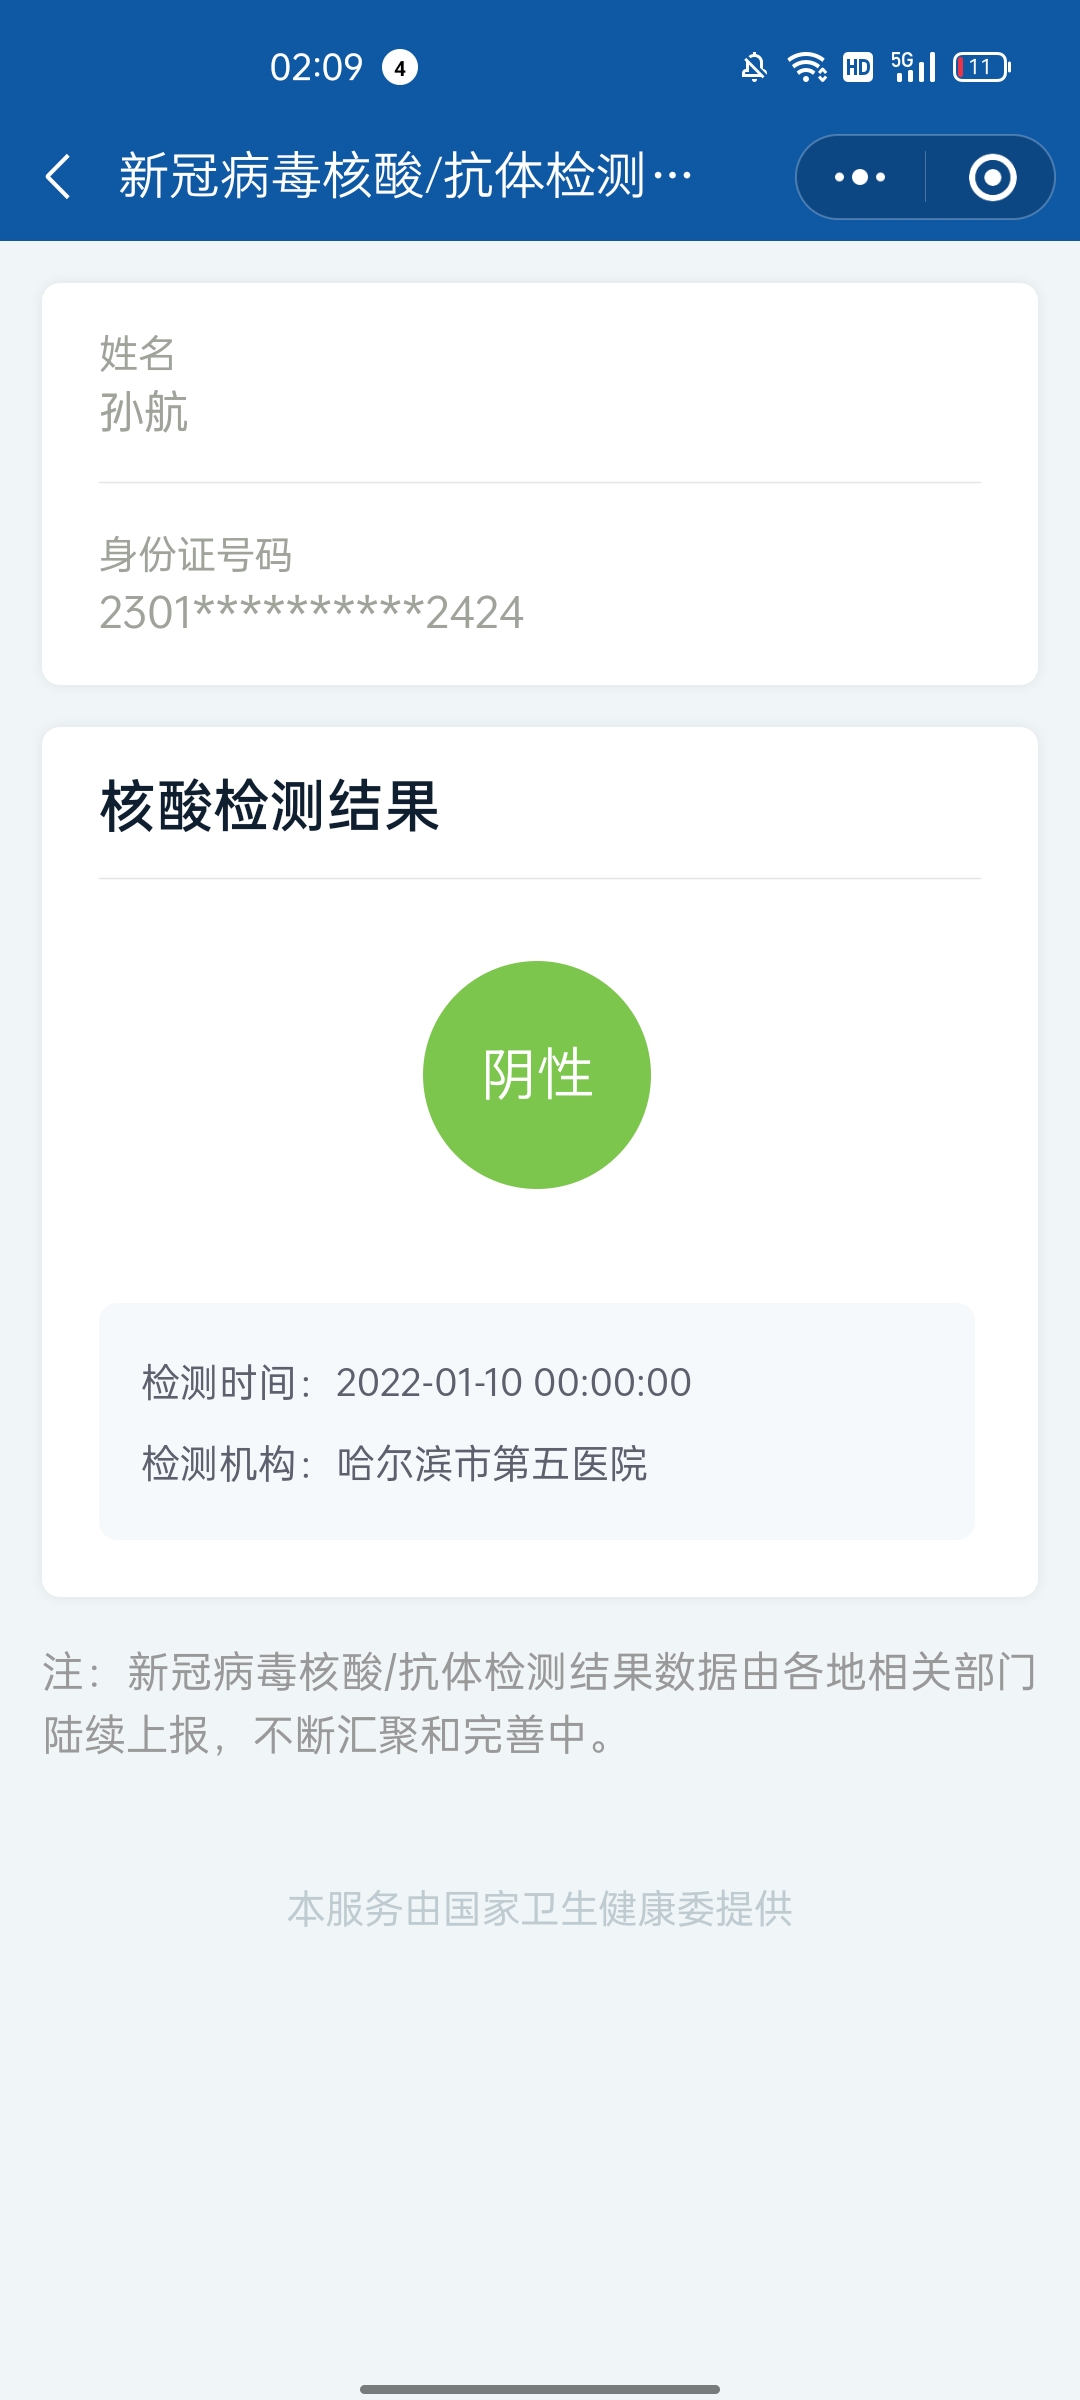 02:09 4 HD 5G 11
新冠病毒核酸/抗体检测…
姓名
孙航
身份证号码
2301**********2424
核酸检测结果
阴性
检测时间：2022-01-10 00:00:00
检测机构：哈尔滨市第五医院
注：新冠病毒核酸/抗体检测结果数据由各地相关部门
陆续上报，不断汇聚和完善中。
本服务由国家卫生健康委提供